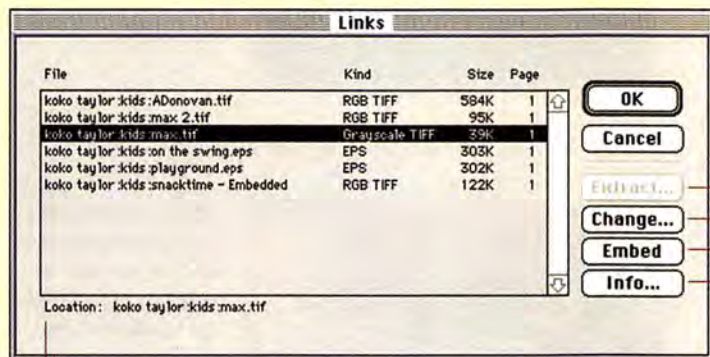 Links
File Kind Size Page
koko taylor:kids:ADonovan.tif RGB TIFF 584K 1
koko taylor:kids:max 2.tif RGB TIFF 95K 1
koko taylor:kids:max.tif Grayscale TIFF 39K 1
koko taylor:kids:on the swing.eps EPS 303K 1
koko taylor:kids:playground.eps EPS 302K 1
koko taylor:kids:snacktime - Embedded RGB TIFF 122K 1
Location: koko taylor:kids:max.tif
OK
Cancel
Extract...
Change...
Embed
Info...